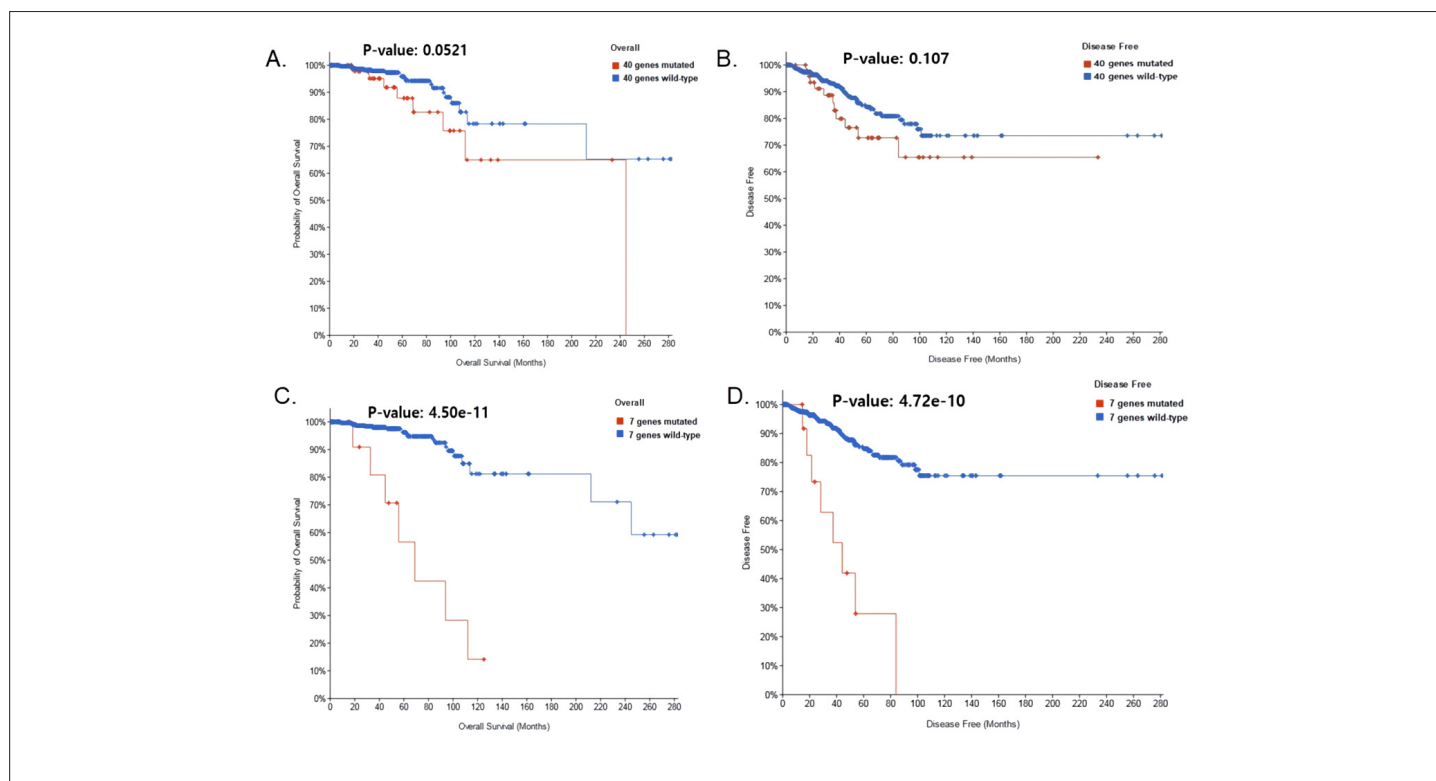 A.
P-value: 0.0521
Overall
40 genes mutated
40 genes wild-type
100%
90%
80%
70%
60%
50%
40%
30%
20%
10%
0%
Probability of Overall Survival
0 20 40 60 80 100 120 140 160 180 200 220 240 260 280
Overall Survival (Months)
B.
P-value: 0.107
Disease Free
40 genes mutated
40 genes wild-type
100%
90%
80%
70%
60%
50%
40%
30%
20%
10%
0%
Disease Free
0 20 40 60 80 100 120 140 160 180 200 220 240 260 280
Disease Free (Months)
C.
P-value: 4.50e-11
Overall
7 genes mutated
7 genes wild-type
100%
90%
80%
70%
60%
50%
40%
30%
20%
10%
0%
Probability of Overall Survival
0 20 40 60 80 100 120 140 160 180 200 220 240 260 280
Overall Survival (Months)
D.
P-value: 4.72e-10
Disease Free
7 genes mutated
7 genes wild-type
100%
90%
80%
70%
60%
50%
40%
30%
20%
10%
0%
Disease Free
0 20 40 60 80 100 120 140 160 180 200 220 240 260 280
Disease Free (Months)